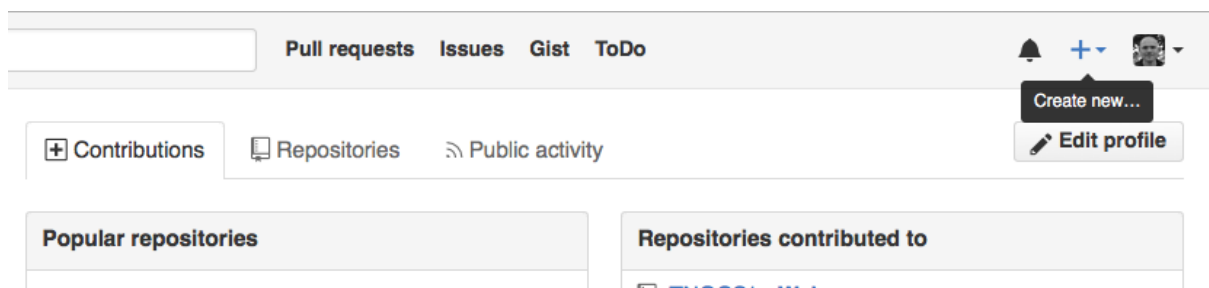 Pull requests Issues Gist ToDo
Create new...
Contributions Repositories Public activity
Edit profile
Popular repositories Repositories contributed to